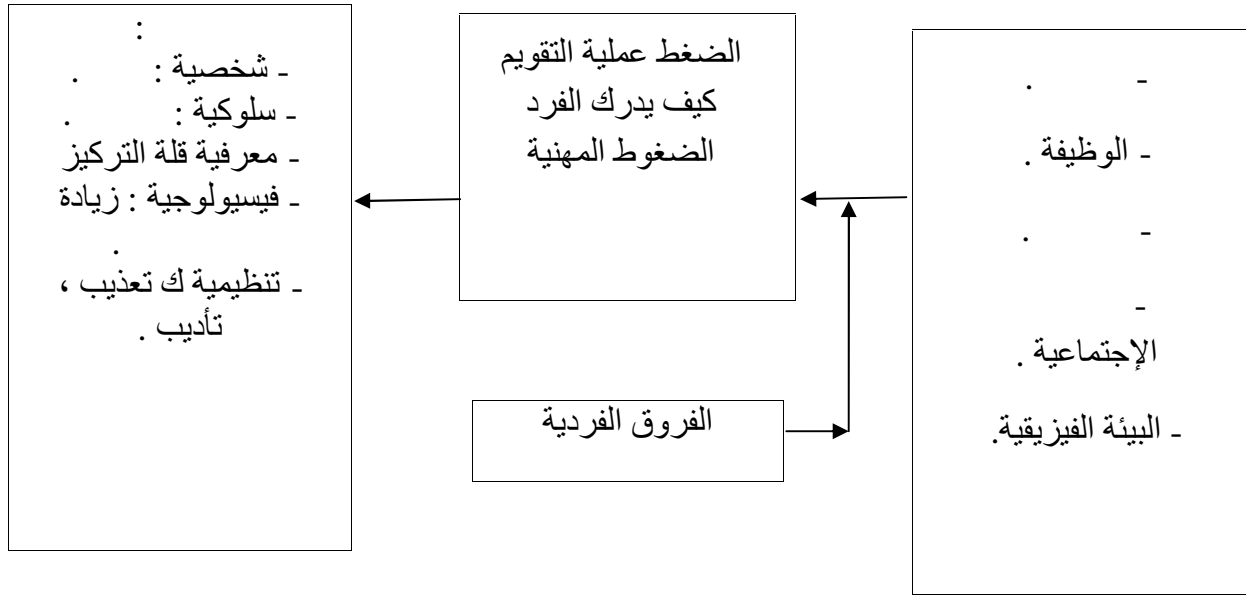 - .
- الوظيفة .
- .
-
الإجتماعية .
- البيئة الفيزيقية.
الضغط عملية التقويم
كيف يدرك الفرد
الضغوط المهنية
الفروق الفردية
:
- شخصية : .
- سلوكية : .
- معرفية قلة التركيز
- فيسيولوجية : زيادة
.
- تنظيمية ك تعذيب ،
تأديب .